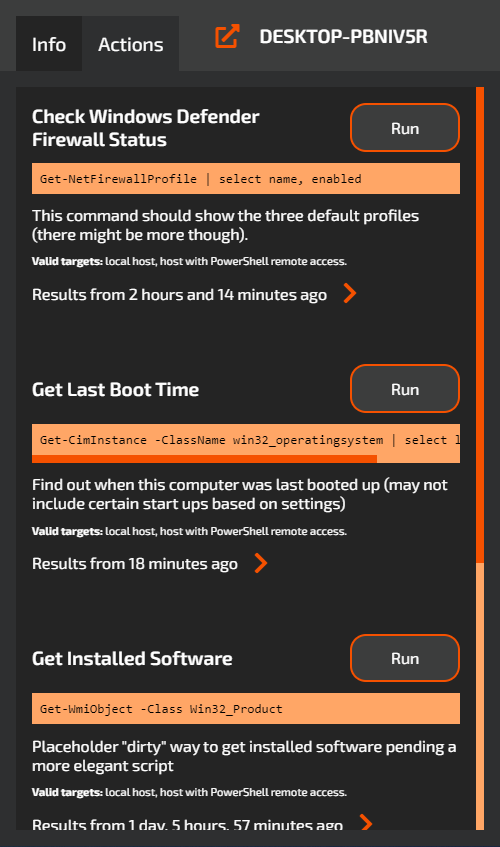 Info
Actions
DESKTOP-PBNIV5R
Check Windows Defender
Firewall Status
Run
Get-NetFirewallProfile | select name, enabled
This command should show the three default profiles
(there might be more though).
Valid targets: local host, host with PowerShell remote access.
Results from 2 hours and 14 minutes ago
Get Last Boot Time
Run
Get-CimInstance -ClassName win32_operatingsystem | select l
Find out when this computer was last booted up (may not
include certain start ups based on settings)
Valid targets: local host, host with PowerShell remote access.
Results from 18 minutes ago
Get Installed Software
Run
Get-WmiObject -Class Win32_Product
Placeholder "dirty" way to get installed software pending a
more elegant script
Valid targets: local host, host with PowerShell remote access.
Results from 1 day, 5 hours, 57 minutes ago